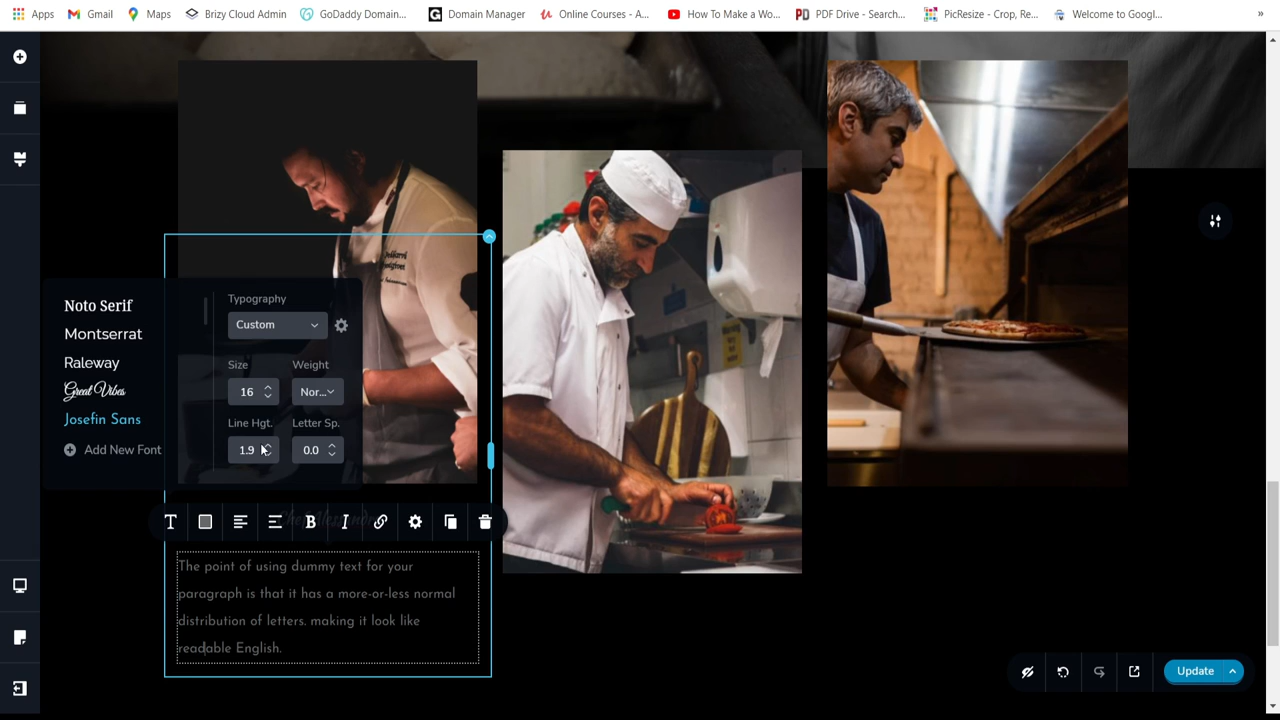 Apps
Gmail
Maps
Brizy Cloud Admin
GoDaddy Domain...
Domain Manager
Online Courses - A...
How To Make a Wo...
PDF Drive - Search...
PicResize - Crop, Re...
Welcome to Googl...
»
Noto Serif
Montserrat
Raleway
Great Vibes
Josefin Sans
Add New Font
Typography
Custom
Size
Weight
16
Nor...
Line Hgt.
Letter Sp.
1.9
0.0
T
B
I
The point of using dummy text for your
paragraph is that it has a more-or-less normal
distribution of letters. making it look like
readable English.
Update